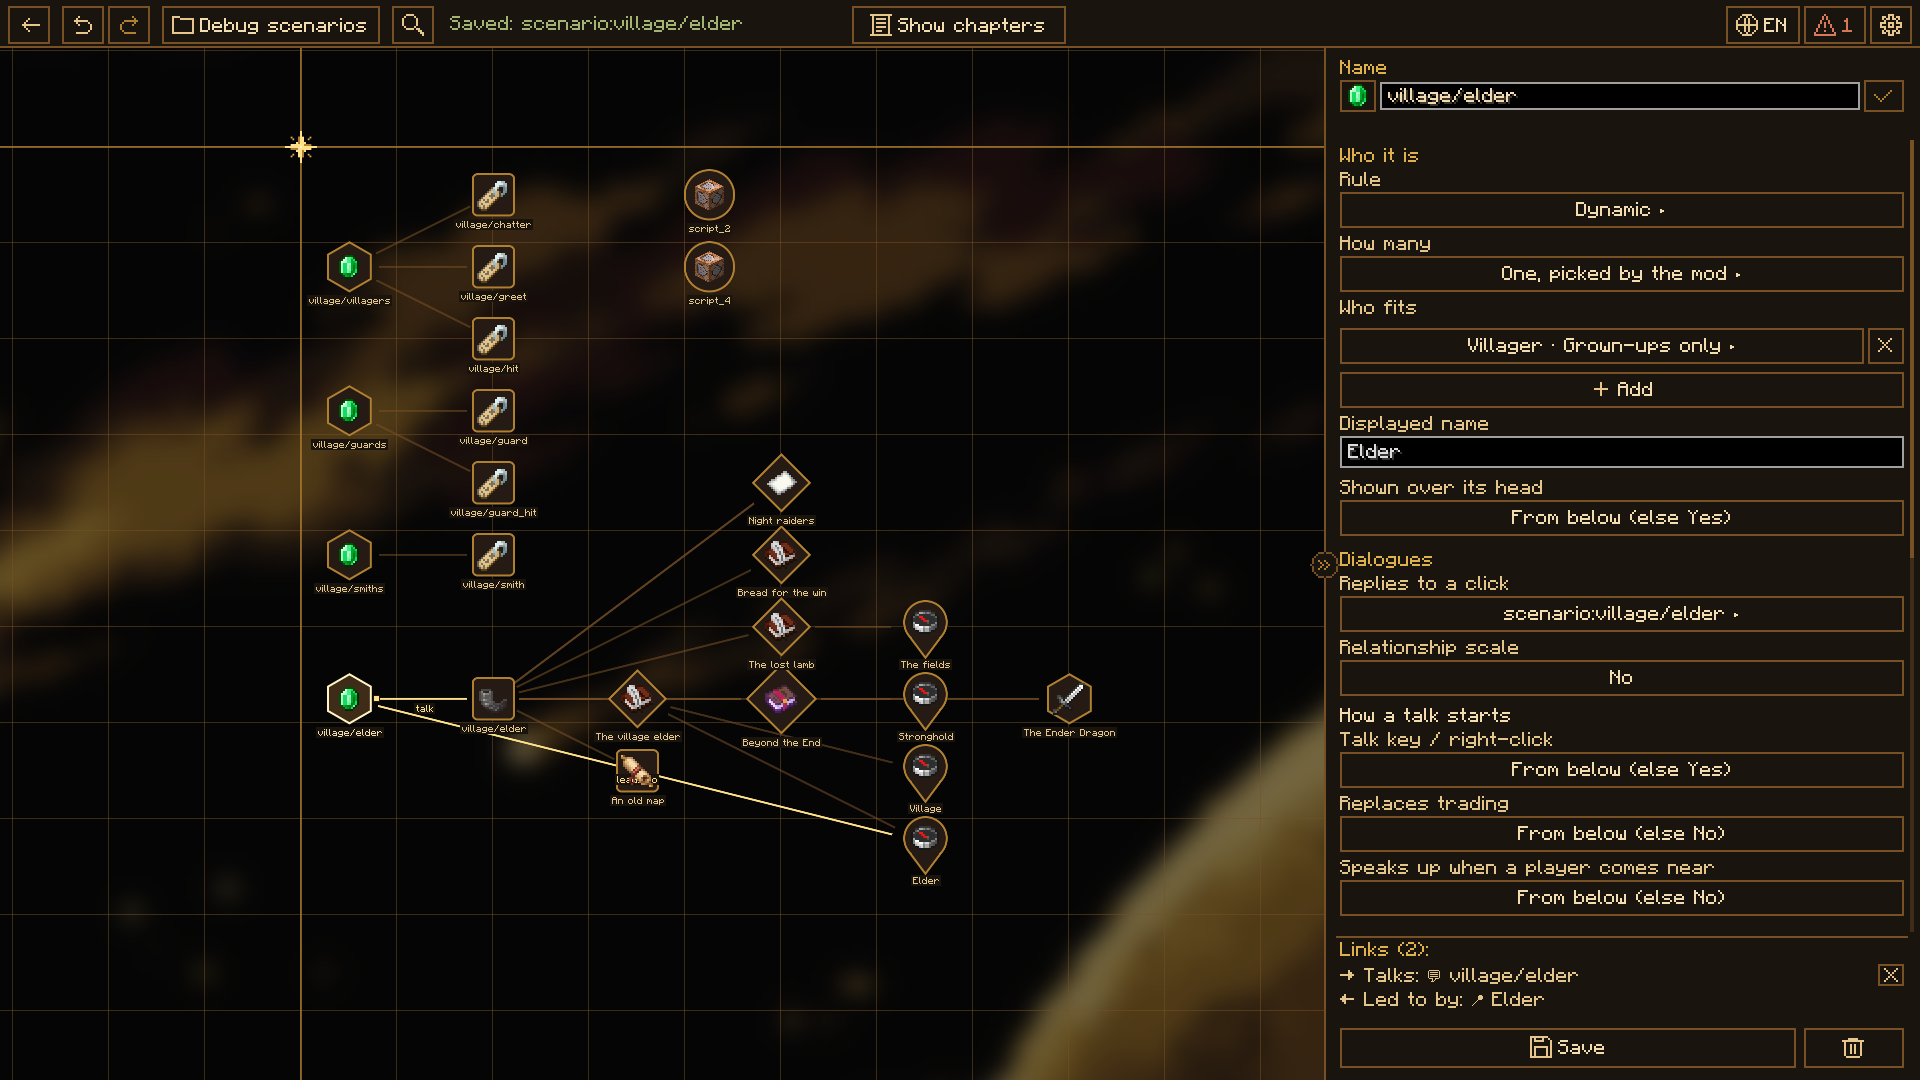 Debug scenarios
Saved: scenario:village/elder
Show chapters
EN
1
village/chatter
village/villagers
village/greet
village/hit
village/guards
village/guard
village/guard_hit
village/smiths
village/smith
script_2
script_4
Night raiders
Bread for the win
The lost lamb
The fields
village/elder
talk
village/elder
The village elder
Beyond the End
Stronghold
The Ender Dragon
An old map
Village
Elder
Name
village/elder
Who it is
Rule
Dynamic
How many
One, picked by the mod
Who fits
Villager · Grown-ups only
+ Add
Displayed name
Elder
Shown over its head
From below (else Yes)
Dialogues
Replies to a click
scenario:village/elder
Relationship scale
No
How a talk starts
Talk key / right-click
From below (else Yes)
Replaces trading
From below (else No)
Speaks up when a player comes near
From below (else No)
Links (2):
→ Talks: village/elder
← Led to by: Elder
Save